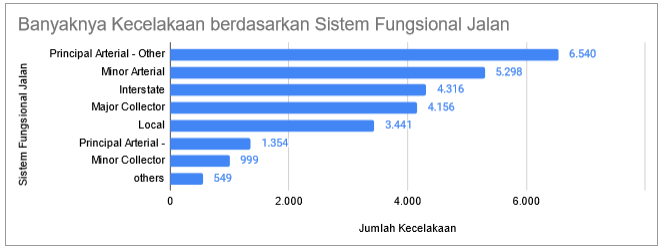 Banyaknya Kecelakaan berdasarkan Sistem Fungsional Jalan
Sistem Fungsional Jalan
Principal Arterial - Other 6.540
Minor Arterial 5.298
Interstate 4.316
Major Collector 4.156
Local 3.441
Principal Arterial - 1.354
Minor Collector 999
others 549
0 2.000 4.000 6.000
Jumlah Kecelakaan